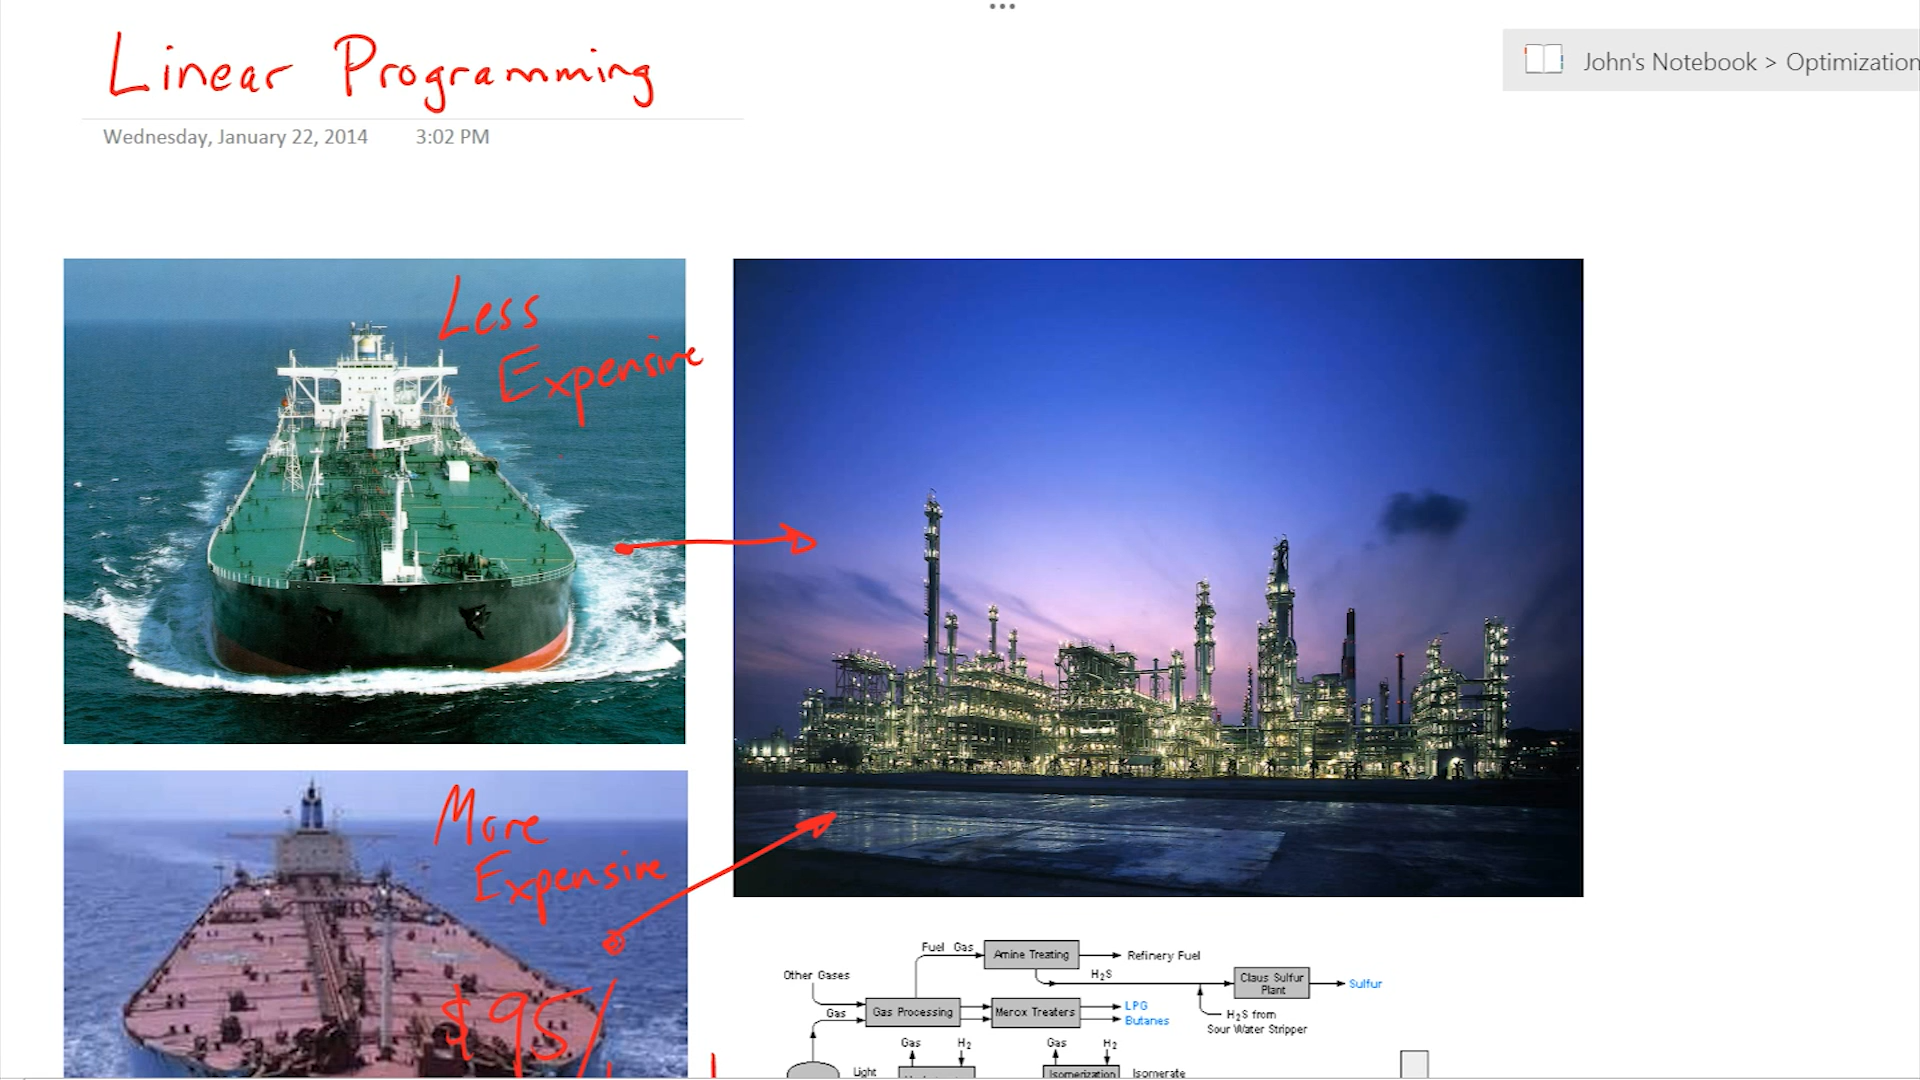 Linear Programming
John's Notebook > Optimization
Wednesday, January 22, 2014 3:02 PM
Less
Expensive
More
Expensive
$95/
Fuel Gas
Amine Treating
Refinery Fuel
Other Gases
H2S
Claus Sulfur
Plant
Sulfur
Gas
Gas Processing
Merox Treaters
LPG
Butanes
H2S from
Sour Water Stripper
Gas H2 Gas H2
Light
Isomerization
Isomerate